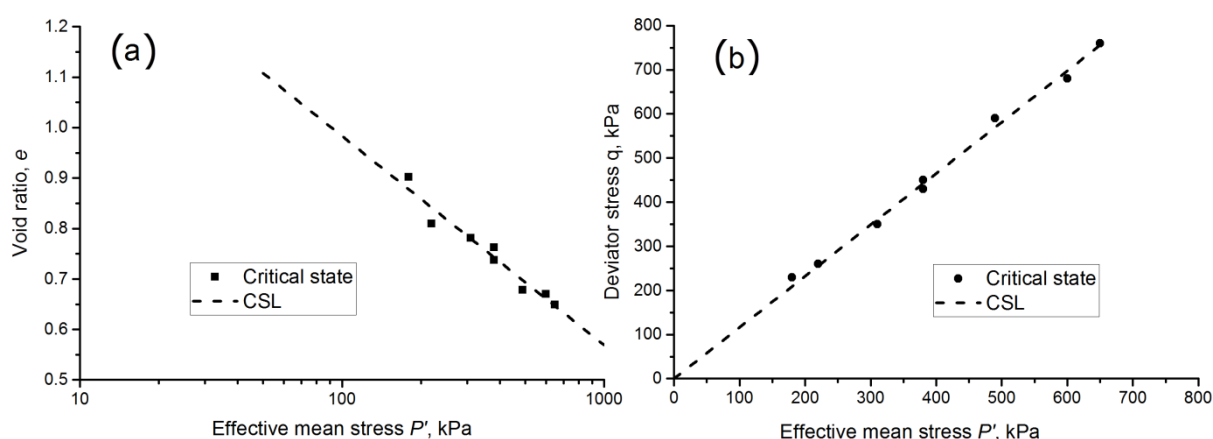 (a)
1.2
1.1
1.0
0.9
0.8
0.7
0.6
0.5
Void ratio, e
Critical state
CSL
10
100
1000
Effective mean stress P', kPa
(b)
800
700
600
500
400
300
200
100
0
Deviator stress q, kPa
Critical state
CSL
0 100 200 300 400 500 600 700 800
Effective mean stress P', kPa